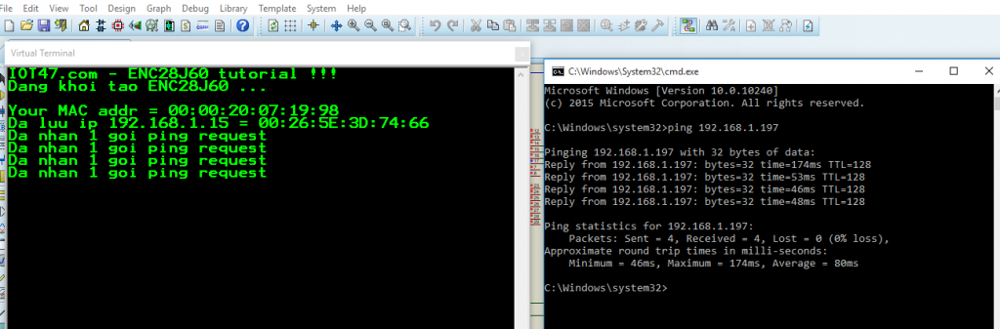 File View Edit Tool Design Graph Debug Library Template System Help
Virtual Terminal
IOT47.com - ENC28J60 tutorial !!!
Dang khoi tao ENC28J60 ...
Your MAC addr = 00:00:20:07:19:98
Da luu ip 192.168.1.15 = 00:26:5E:3D:74:66
Da nhan 1 goi ping request
Da nhan 1 goi ping request
Da nhan 1 goi ping request
Da nhan 1 goi ping request
C:\Windows\System32\cmd.exe
Microsoft Windows [Version 10.0.10240]
(c) 2015 Microsoft Corporation. All rights reserved.
C:\Windows\system32>ping 192.168.1.197
Pinging 192.168.1.197 with 32 bytes of data:
Reply from 192.168.1.197: bytes=32 time=174ms TTL=128
Reply from 192.168.1.197: bytes=32 time=53ms TTL=128
Reply from 192.168.1.197: bytes=32 time=46ms TTL=128
Reply from 192.168.1.197: bytes=32 time=48ms TTL=128
Ping statistics for 192.168.1.197:
Packets: Sent = 4, Received = 4, Lost = 0 (0% loss),
Approximate round trip times in milli-seconds:
Minimum = 46ms, Maximum = 174ms, Average = 80ms
C:\Windows\system32>